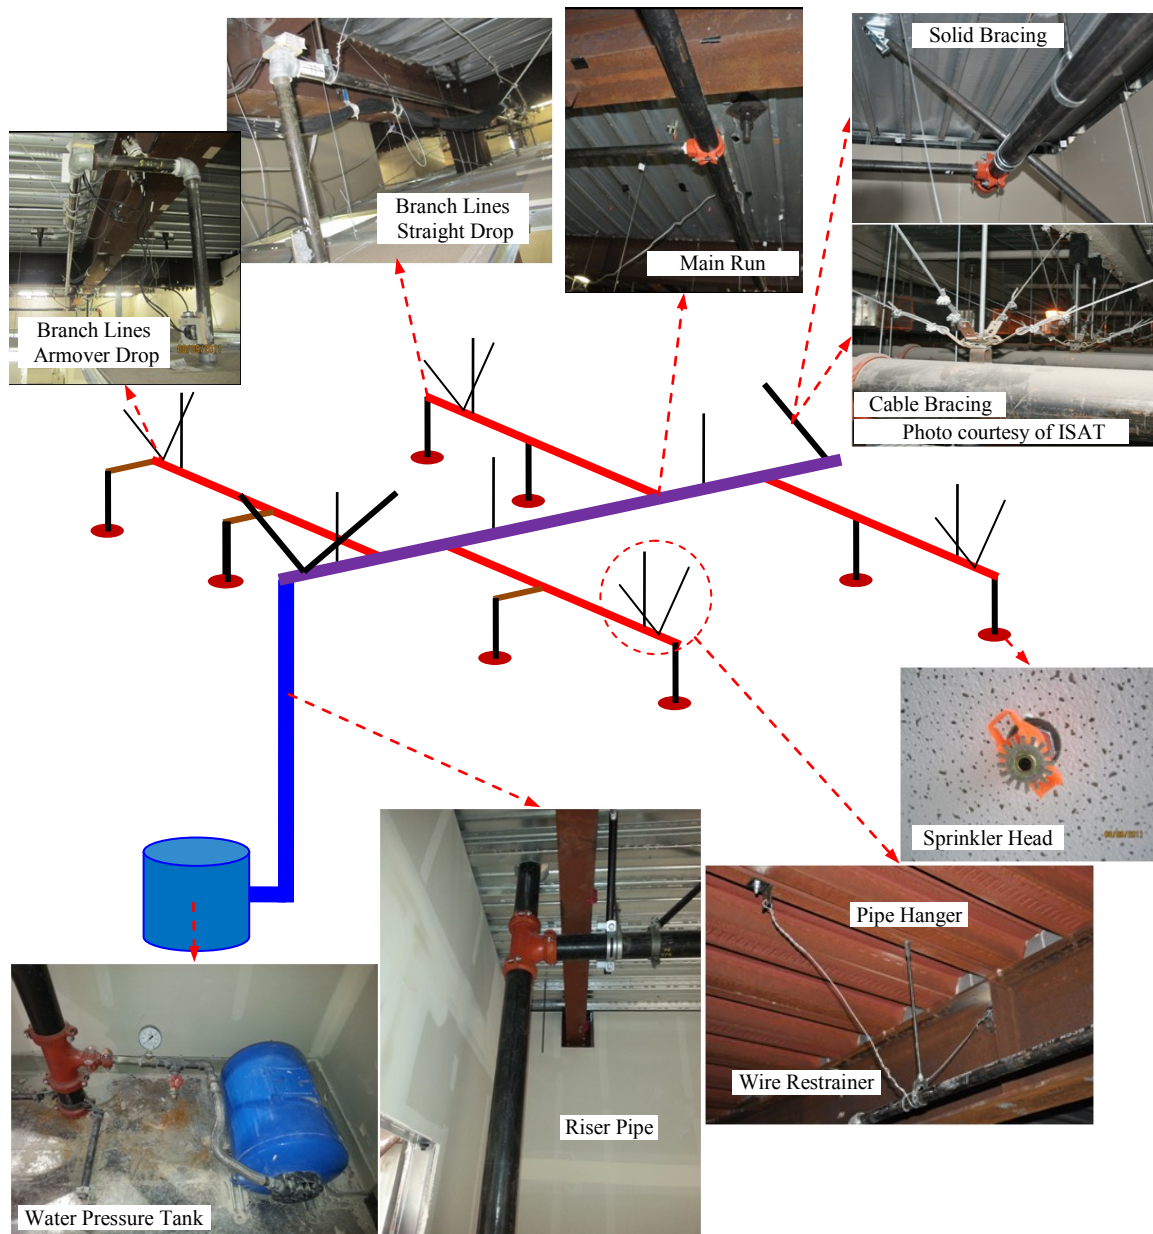 Solid Bracing
Branch Lines
Straight Drop
Main Run
Branch Lines
Armover Drop
Cable Bracing
Photo courtesy of ISAT
Sprinkler Head
Pipe Hanger
Wire Restrainer
Riser Pipe
Water Pressure Tank